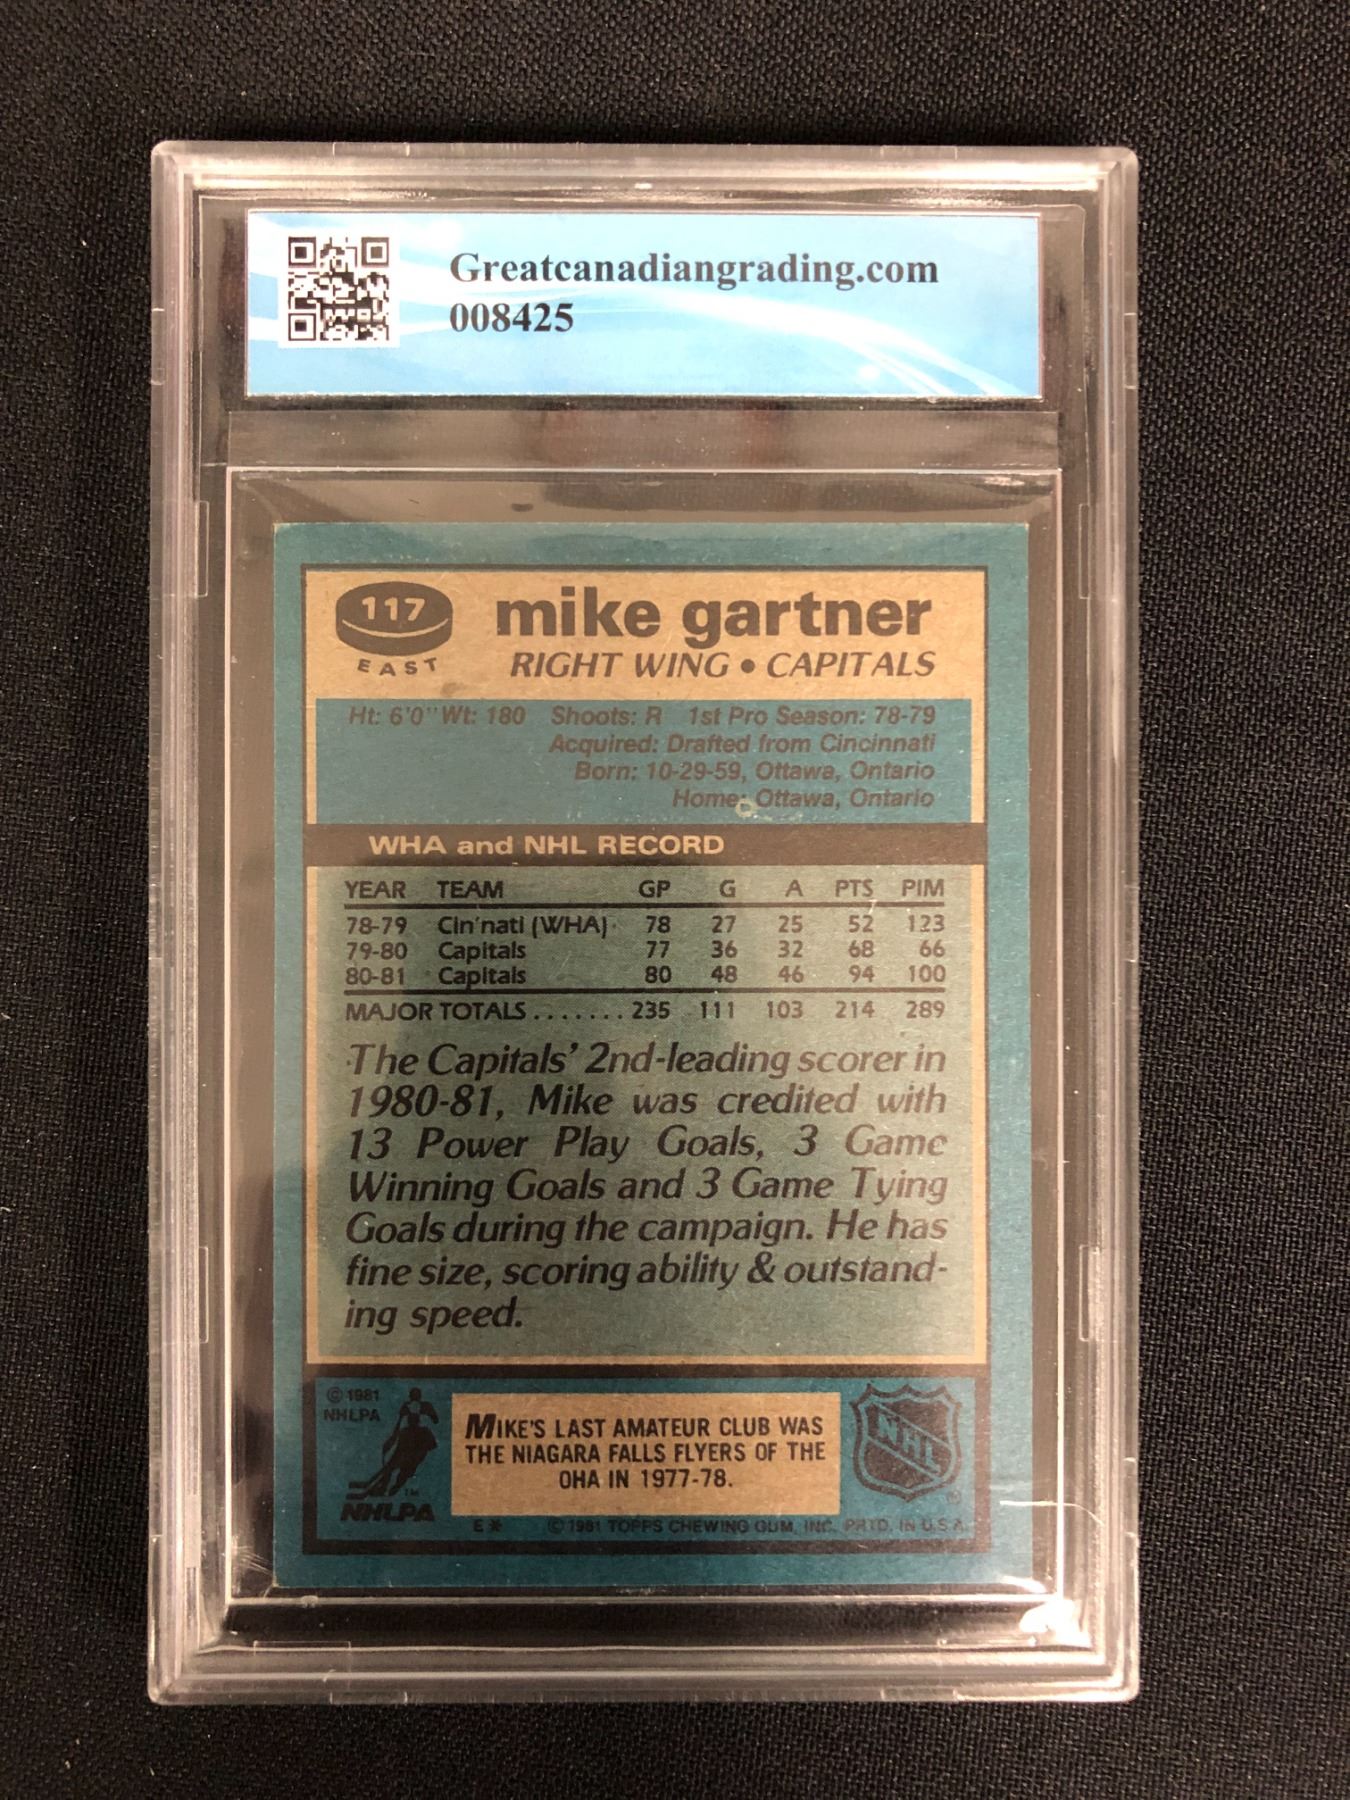 Greatcanadiangrading.com
008425
117
EAST
mike gartner
RIGHT WING • CAPITALS
Ht: 6'0" Wt: 180 Shoots: R 1st Pro Season: 78-79
Acquired: Drafted from Cincinnati
Born: 10-29-59, Ottawa, Ontario
Home: Ottawa, Ontario
WHA and NHL RECORD
YEAR TEAM GP G A PTS PIM
78-79 Cin'nati (WHA) 78 27 25 52 123
79-80 Capitals 77 36 32 68 66
80-81 Capitals 80 48 46 94 100
MAJOR TOTALS ....... 235 111 103 214 289
The Capitals' 2nd-leading scorer in
1980-81, Mike was credited with
13 Power Play Goals, 3 Game
Winning Goals and 3 Game Tying
Goals during the campaign. He has
fine size, scoring ability & outstand-
ing speed.
© 1981
NHLPA
TM
NHLPA
MIKE'S LAST AMATEUR CLUB WAS
THE NIAGARA FALLS FLYERS OF THE
OHA IN 1977-78.
NHL
®
E * © 1981 TOPPS CHEWING GUM, INC. PRTD. IN U.S.A.